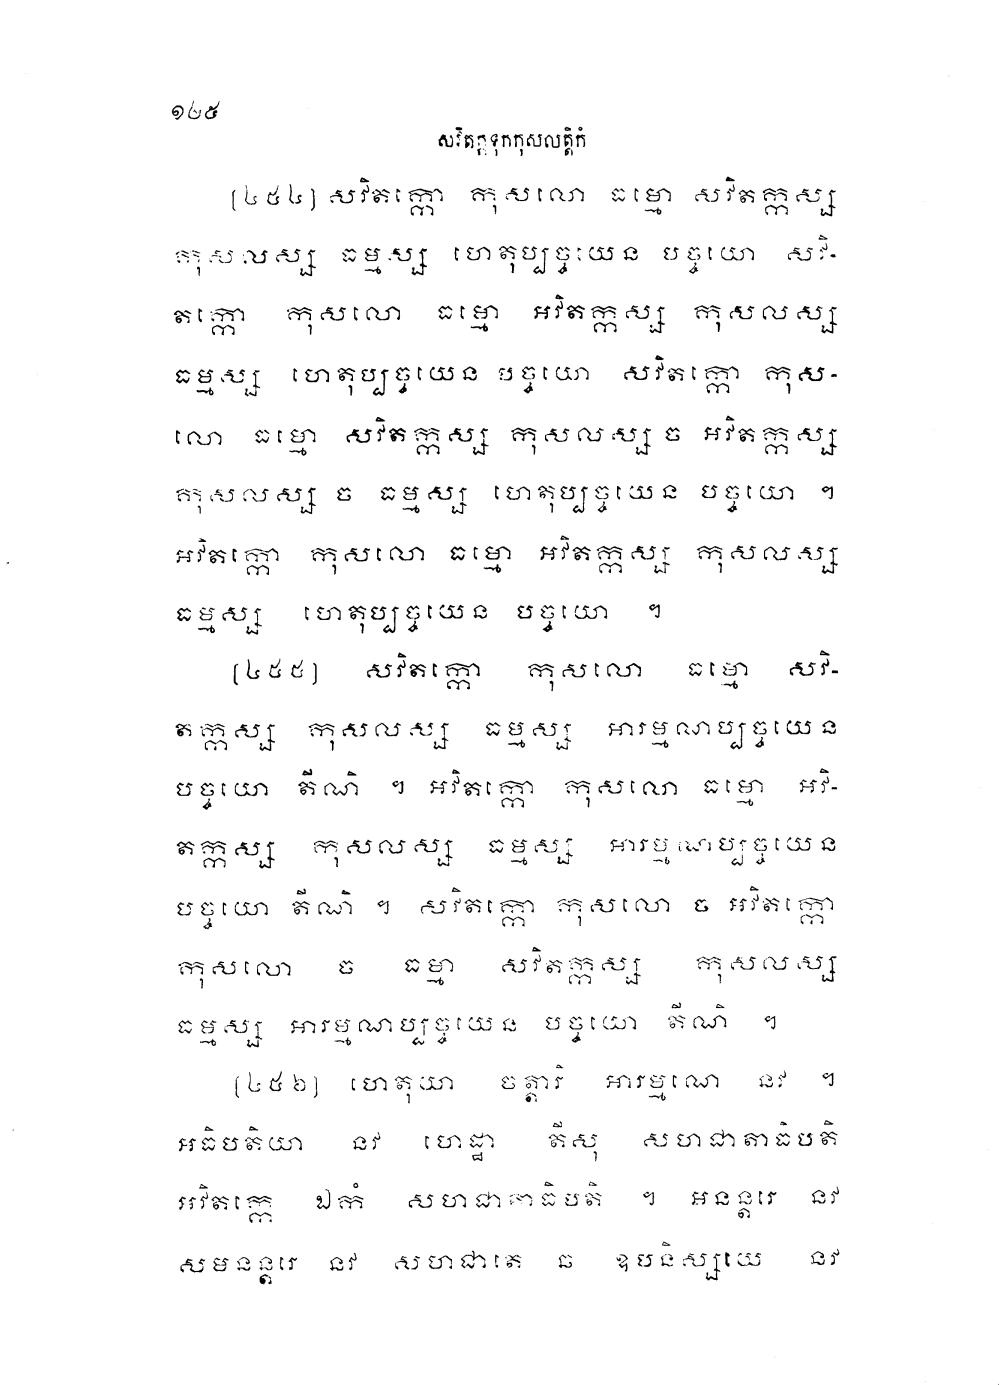 ១២៥
សវិតក្កទុកកុសលត្តិកំ
[៤៥៤] សវិតក្កោ កុសលោ ធម្មោ សវិតក្កស្ស
កុសលស្ស ធម្មស្ស ហេតុប្បច្ចយេន បច្ចយោ សវិ-
តក្កោ កុសលោ ធម្មោ អវិតក្កស្ស កុសលស្ស
ធម្មស្ស ហេតុប្បច្ចយេន បច្ចយោ សវិតក្កោ កុស-
លោ ធម្មោ សវិតក្កស្ស កុសលស្ស ច អវិតក្កស្ស
កុសលស្ស ច ធម្មស្ស ហេតុប្បច្ចយេន បច្ចយោ ។
អវិតក្កោ កុសលោ ធម្មោ អវិតក្កស្ស កុសលស្ស
ធម្មស្ស ហេតុប្បច្ចយេន បច្ចយោ ។
[៤៥៥] សវិតក្កោ កុសលោ ធម្មោ សវិ-
តក្កស្ស កុសលស្ស ធម្មស្ស អារម្មណប្បច្ចយេន
បច្ចយោ តីណិ ។ អវិតក្កោ កុសលោ ធម្មោ អវិ-
តក្កស្ស កុសលស្ស ធម្មស្ស អារម្មណប្បច្ចយេន
បច្ចយោ តីណិ ។ សវិតក្កោ កុសលោ ច អវិតក្កោ
កុសលោ ច ធម្មា សវិតក្កស្ស កុសលស្ស
ធម្មស្ស អារម្មណប្បច្ចយេន បច្ចយោ តីណិ ។
[៤៥៦] ហេតុយា ចត្តារិ អារម្មណេ នវ ។
អធិបតិយា នវ ហេដ្ឋា តីសុ សហជាតាធិបតិ
អវិតក្កេ ឯកំ សហជាតាធិបតិ ។ អនន្តរេ នវ
សមនន្តរេ នវ សហជាតេ ឆ ឧបនិស្សយេ នវ